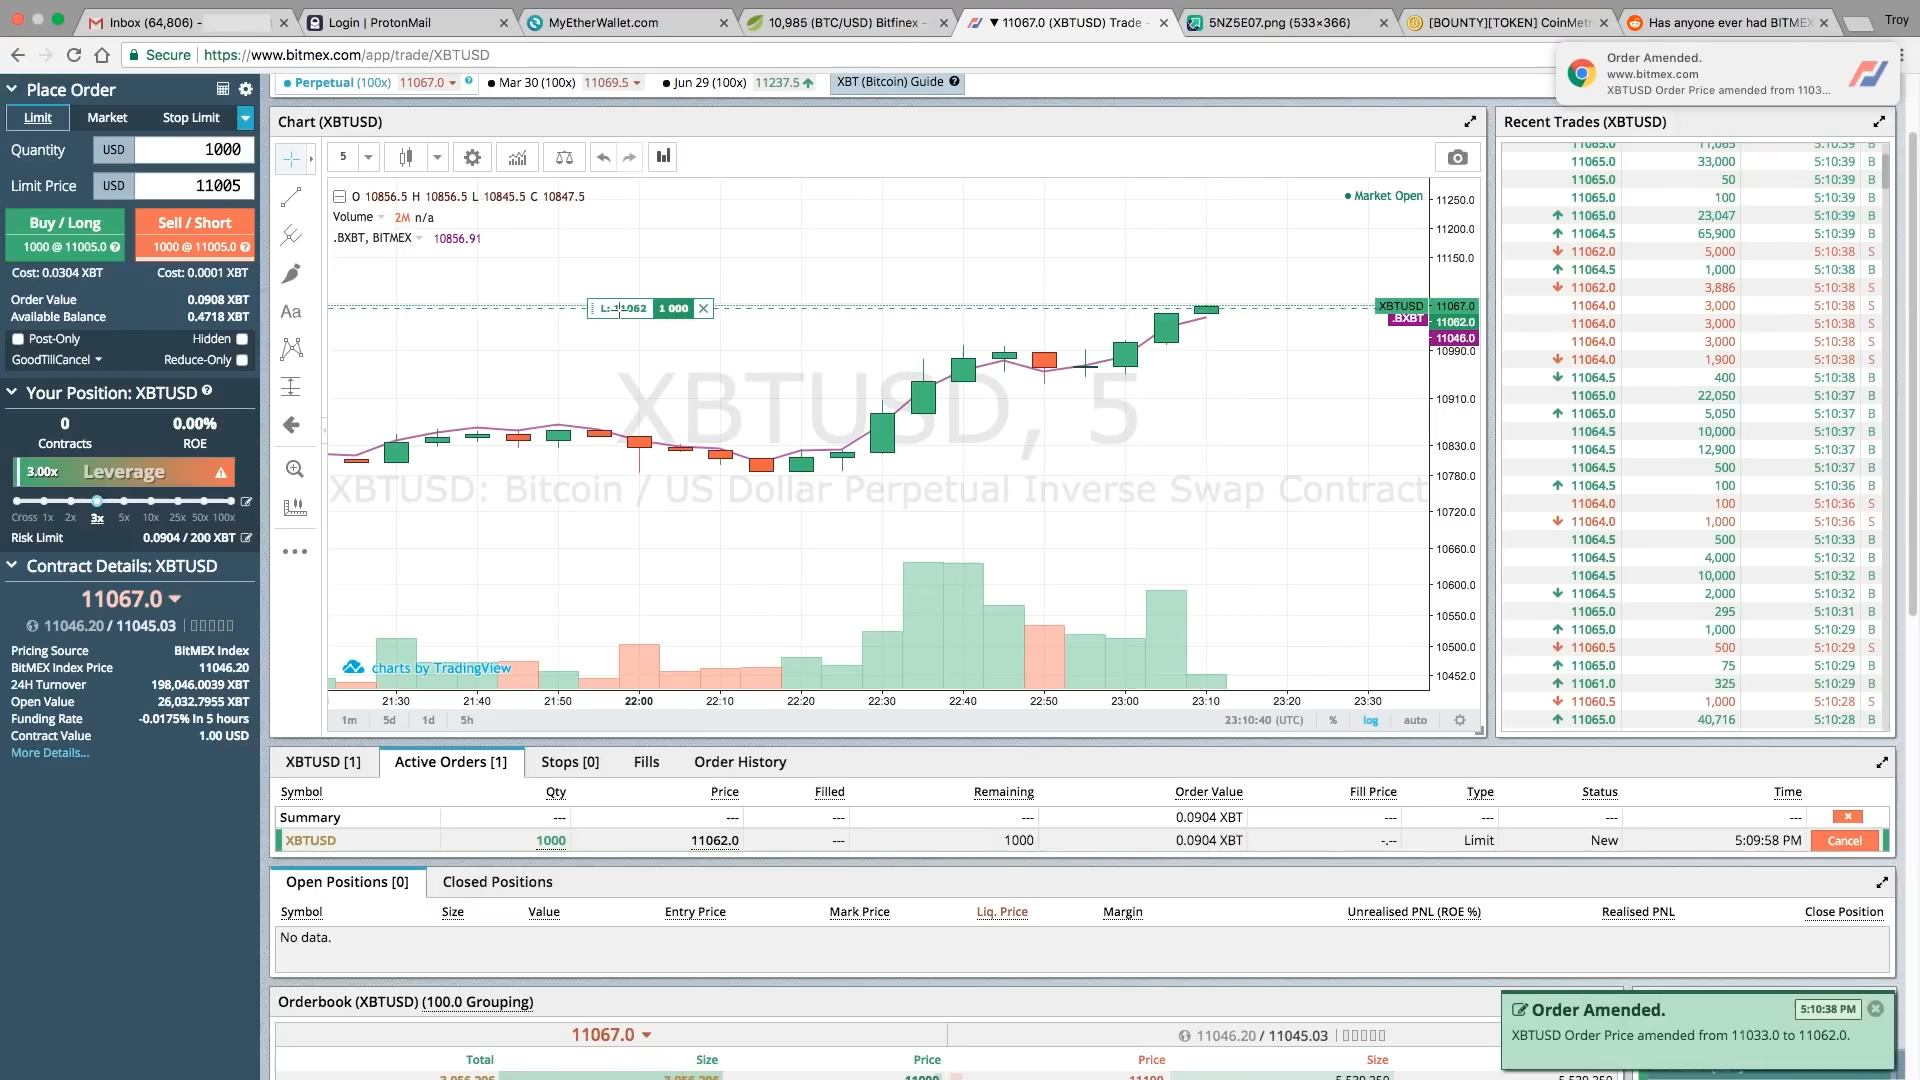 Inbox (64,806) -
Login | ProtonMail
MyEtherWallet.com
10,985 (BTC/USD) Bitfinex -
▼ 11067.0 (XBTUSD) Trade -
5NZ5E07.png (533×366)
[BOUNTY][TOKEN] CoinMetr
Has anyone ever had BITMEX
Troy
Secure https://www.bitmex.com/app/trade/XBTUSD
Order Amended.
www.bitmex.com
XBTUSD Order Price amended from 1103...
Place Order
Limit Market Stop Limit
Quantity USD 1000
Limit Price USD 11005
Buy / Long
1000 @ 11005.0
Sell / Short
1000 @ 11005.0
Cost: 0.0304 XBT Cost: 0.0001 XBT
Order Value 0.0908 XBT
Available Balance 0.4718 XBT
Post-Only Hidden
GoodTillCancel Reduce-Only
Your Position: XBTUSD
0 0.00%
Contracts ROE
3.00x Leverage
Cross 1x 2x 3x 5x 10x 25x 50x 100x
Risk Limit 0.0904 / 200 XBT
Contract Details: XBTUSD
11067.0
11046.20 / 11045.03
Pricing Source BitMEX Index
BitMEX Index Price 11046.20
24H Turnover 198,046.0039 XBT
Open Value 26,032.7955 XBT
Funding Rate -0.0175% In 5 hours
Contract Value 1.00 USD
More Details...
Perpetual (100x) 11067.0 Mar 30 (100x) 11069.5 Jun 29 (100x) 11237.5 XBT (Bitcoin) Guide
Chart (XBTUSD)
5
O 10856.5 H 10856.5 L 10845.5 C 10847.5
Market Open
Volume 2M n/a
.BXBT, BITMEX 10856.91
1 000
Aa
XBTUSD, 5
XBTUSD: Bitcoin / US Dollar Perpetual Inverse Swap Contract
charts by TradingView
11250.0
11200.0
11150.0
XBTUSD 11067.0
.BXBT 11062.0
11046.0
10990.0
10910.0
10830.0
10780.0
10720.0
10660.0
10600.0
10550.0
10500.0
10452.0
21:30 21:40 21:50 22:00 22:10 22:20 22:30 22:40 22:50 23:00 23:10 23:20 23:30
1m 5d 1d 5h 23:10:40 (UTC) % log auto
Recent Trades (XBTUSD)
11065.0 11,065 5:10:39 B
11065.0 33,000 5:10:39 B
11065.0 50 5:10:39 B
11065.0 100 5:10:39 B
11065.0 23,047 5:10:39 B
11064.5 65,900 5:10:39 B
11062.0 5,000 5:10:38 S
11064.5 1,000 5:10:38 B
11062.0 3,886 5:10:38 S
11064.0 3,000 5:10:38 S
11064.0 3,000 5:10:38 S
11064.0 3,000 5:10:38 S
11064.0 1,900 5:10:38 S
11064.5 400 5:10:38 B
11065.0 22,050 5:10:37 B
11065.0 5,050 5:10:37 B
11064.5 10,000 5:10:37 B
11064.5 12,900 5:10:37 B
11064.5 500 5:10:37 B
11064.5 100 5:10:36 B
11064.0 100 5:10:36 S
11064.0 1,000 5:10:36 S
11064.5 500 5:10:33 B
11064.5 4,000 5:10:32 B
11064.5 10,000 5:10:32 B
11064.5 2,000 5:10:32 B
11065.0 295 5:10:31 B
11065.0 1,000 5:10:29 B
11060.5 500 5:10:29 S
11065.0 75 5:10:29 B
11061.0 325 5:10:29 B
11060.5 1,000 5:10:28 S
11065.0 40,716 5:10:28 B
XBTUSD [1] Active Orders [1] Stops [0] Fills Order History
Symbol Qty Price Filled Remaining Order Value Fill Price Type Status Time
Summary --- --- --- --- 0.0904 XBT --- --- --- ---
XBTUSD 1000 11062.0 --- 1000 0.0904 XBT -.-- Limit New 5:09:58 PM Cancel
Open Positions [0] Closed Positions
Symbol Size Value Entry Price Mark Price Liq. Price Margin Unrealised PNL (ROE %) Realised PNL Close Position
No data.
Orderbook (XBTUSD) (100.0 Grouping)
11067.0 11046.20 / 11045.03
Total Size Price Price Size
Order Amended. 5:10:38 PM
XBTUSD Order Price amended from 11033.0 to 11062.0.